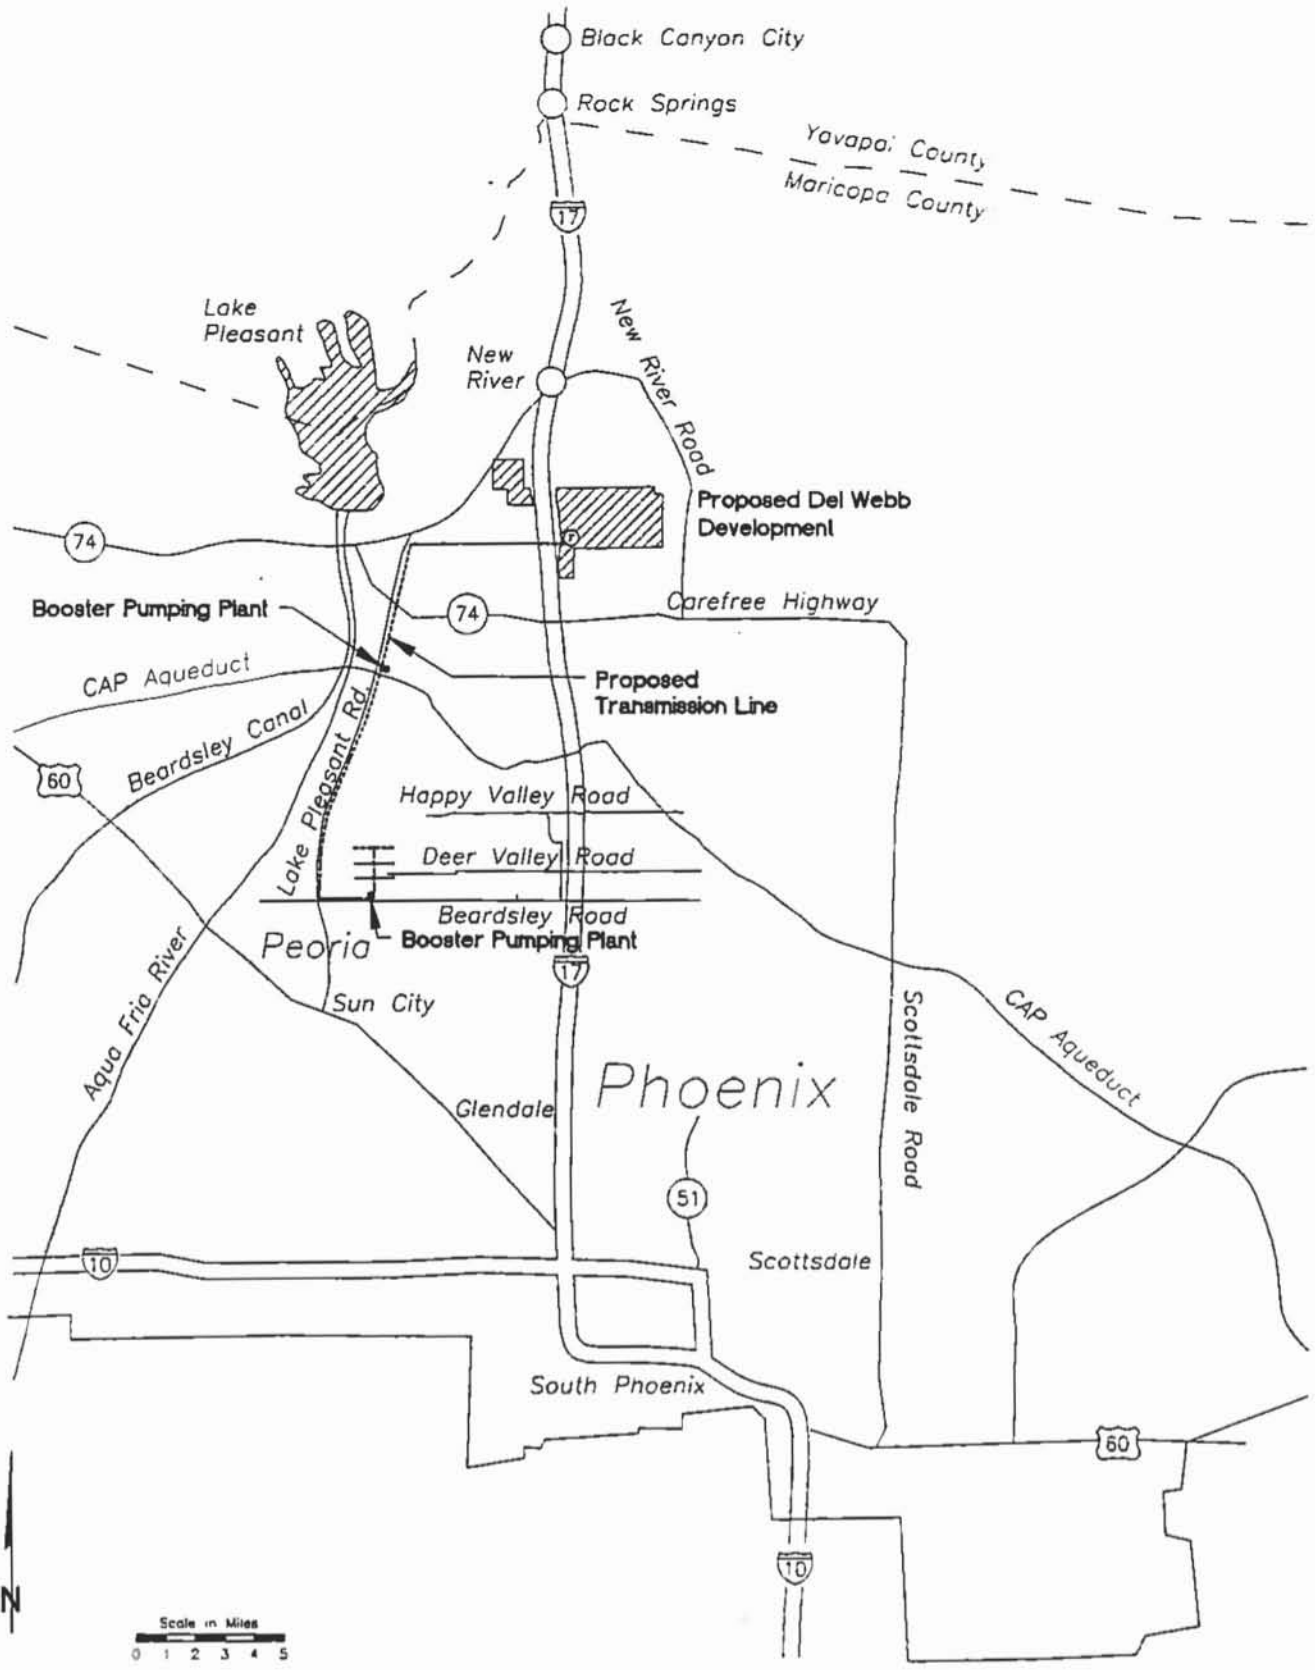 Black Canyon City
Rock Springs
Yavapai County
Maricopa County
17
Lake
Pleasant
New
River
New River Road
Proposed Del Webb
Development
74
Booster Pumping Plant
74
Carefree Highway
CAP Aqueduct
Proposed
Transmission Line
Beardsley Canal
Lake Pleasant Rd.
60
Happy Valley Road
Deer Valley Road
Beardsley Road
Peoria
Booster Pumping Plant
17
Aqua Fria River
Sun City
Scottsdale Road
CAP Aqueduct
Phoenix
Glendale
51
10
Scottsdale
South Phoenix
60
10
N
Scale in Miles
0 1 2 3 4 5